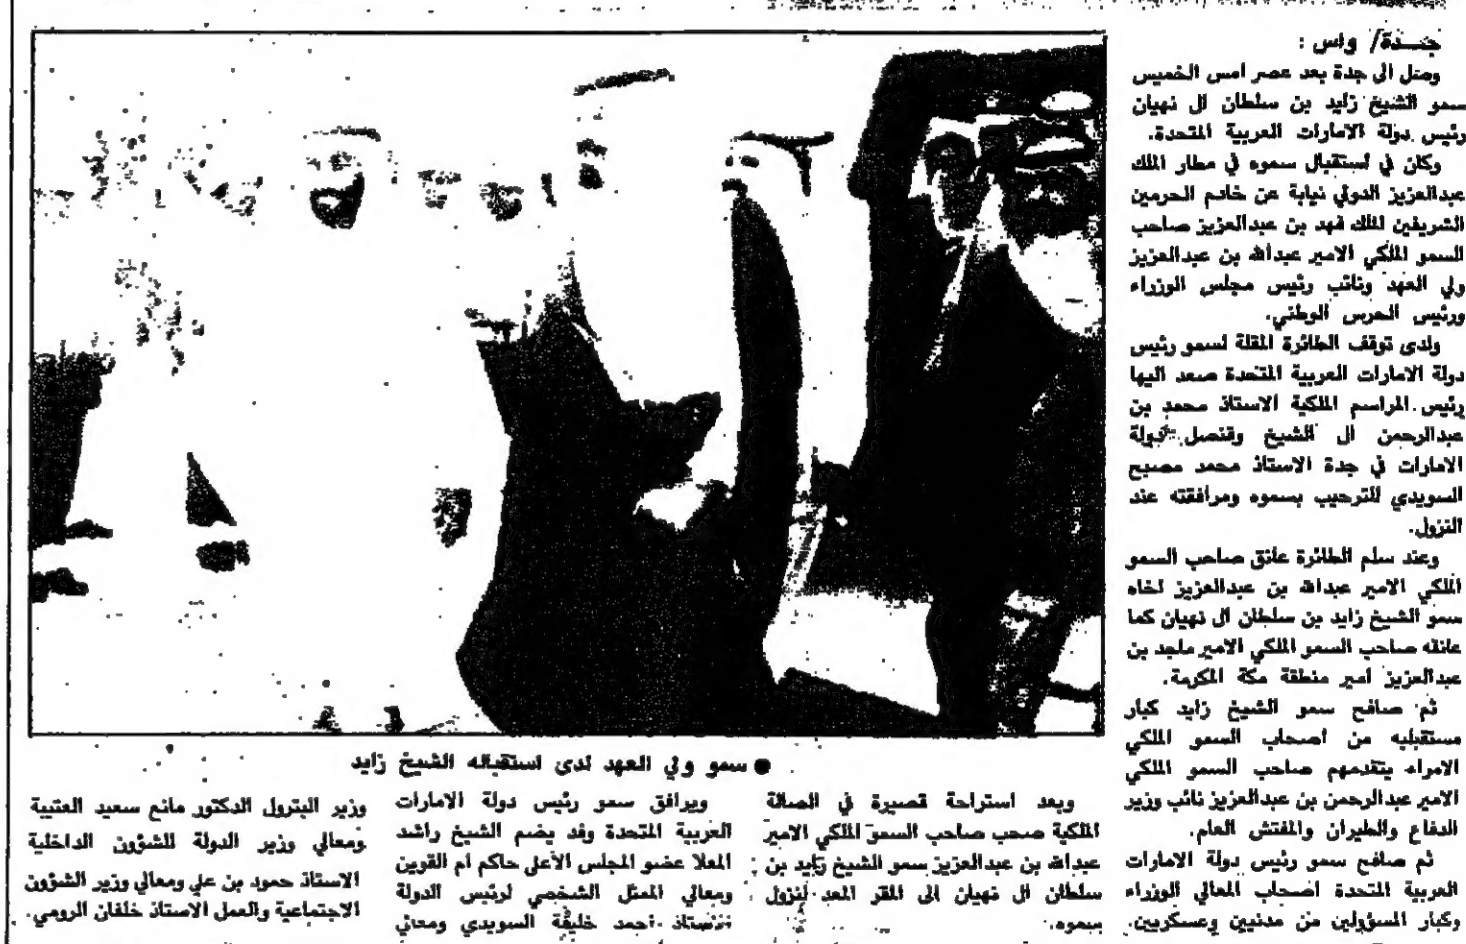 جـــدة/ واس :
وصل الى جدة بعد عصر امس الخميس
سمو الشيخ زايد بن سلطان ال نهيان
رئيس دولة الامارات العربية المتحدة.
وكان في استقبال سموه في مطار الملك
عبدالعزيز الدولي نيابة عن خادم الحرمين
الشريفين الملك فهد بن عبدالعزيز صاحب
السمو الملكي الامير عبدالله بن عبدالعزيز
ولي العهد ونائب رئيس مجلس الوزراء
ورئيس الحرس الوطني.
ولدى توقف الطائرة المقلة لسمو رئيس
دولة الامارات العربية المتحدة صعد اليها
رئيس المراسم الملكية الاستاذ محمد بن
عبدالرحمن ال الشيخ وقنصل دولة
الامارات في جدة الاستاذ محمد مصبح
السويدي للترحيب بسموه ومرافقته عند
النزول.
وعند سلم الطائرة عانق صاحب السمو
الملكي الامير عبدالله بن عبدالعزيز اخاه
سمو الشيخ زايد بن سلطان ال نهيان كما
عانقه صاحب السمو الملكي الامير ماجد بن
عبدالعزيز امير منطقة مكة المكرمة.
ثم صافح سمو الشيخ زايد كبار
مستقبليه من اصحاب السمو الملكي
الامراء يتقدمهم صاحب السمو الملكي
الامير عبدالرحمن بن عبدالعزيز نائب وزير
الدفاع والطيران والمفتش العام.
ثم صافح سمو رئيس دولة الامارات
العربية المتحدة اصحاب المعالي الوزراء
وكبار المسؤولين من مدنيين وعسكريين.
● سمو ولي العهد لدى استقباله الشيخ زايد
وبعد استراحة قصيرة في الصالة
الملكية صحب صاحب السمو الملكي الامير
عبدالله بن عبدالعزيز سمو الشيخ زايد بن
سلطان ال نهيان الى المقر المعد لنزول
سموه.
ويرافق سمو رئيس دولة الامارات
العربية المتحدة وفد يضم الشيخ راشد
المعلا عضو المجلس الأعلى حاكم ام القوين
ومعالي الممثل الشخصي لرئيس الدولة
احمد خليفة السويدي ومعالي
وزير البترول الدكتور مانع سعيد العتيبة
ومعالي وزير الدولة للشؤون الداخلية
الاستاذ حمود بن علي ومعالي وزير الشؤون
الاجتماعية والعمل الاستاذ خلفان الرومي.